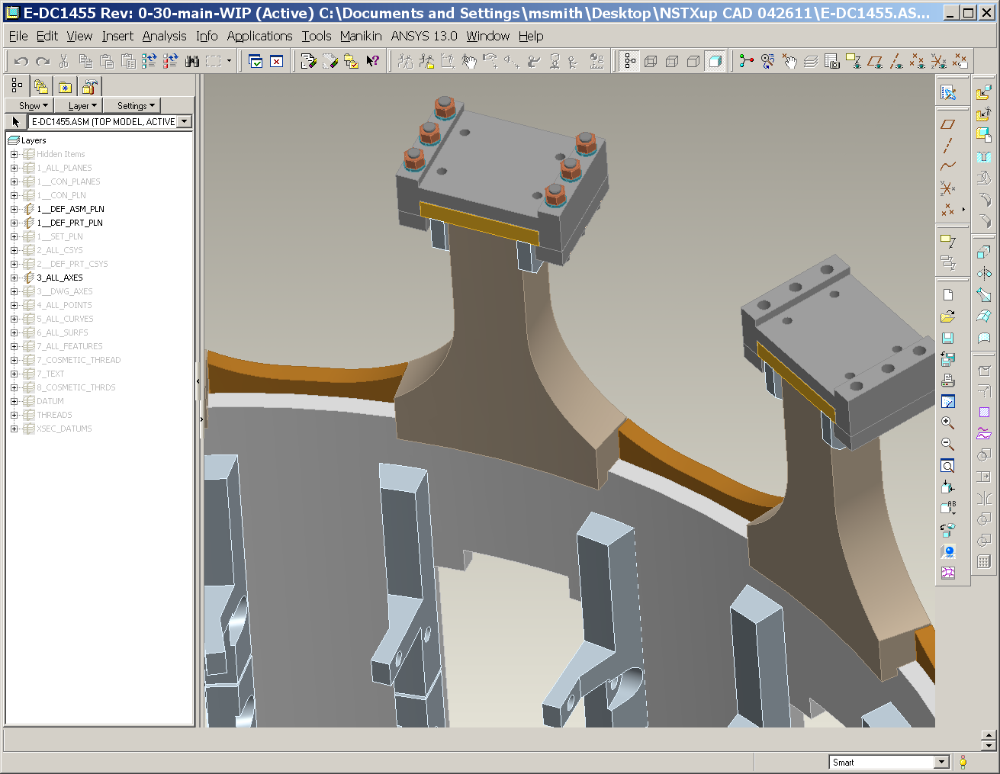 E-DC1455 Rev: 0-30-main-WIP (Active) C:\Documents and Settings\msmith\Desktop\NSTXup CAD 042611\E-DC1455.AS...
File Edit View Insert Analysis Info Applications Tools Manikin ANSYS 13.0 Window Help
Show Layer Settings
E-DC1455.ASM (TOP MODEL, ACTIVE
Layers
Hidden Items
1_ALL_PLANES
1__CON_PLANES
1__CON_PLN
1__DEF_ASM_PLN
1__DEF_PRT_PLN
1__SET_PLN
2_ALL_CSYS
2__DEF_PRT_CSYS
3_ALL_AXES
3__DWG_AXES
4_ALL_POINTS
5_ALL_CURVES
6_ALL_SURFS
7_ALL_FEATURES
7_COSMETIC_THREAD
7_TEXT
8_COSMETIC_THRDS
DATUM
THREADS
XSEC_DATUMS
AB
Smart